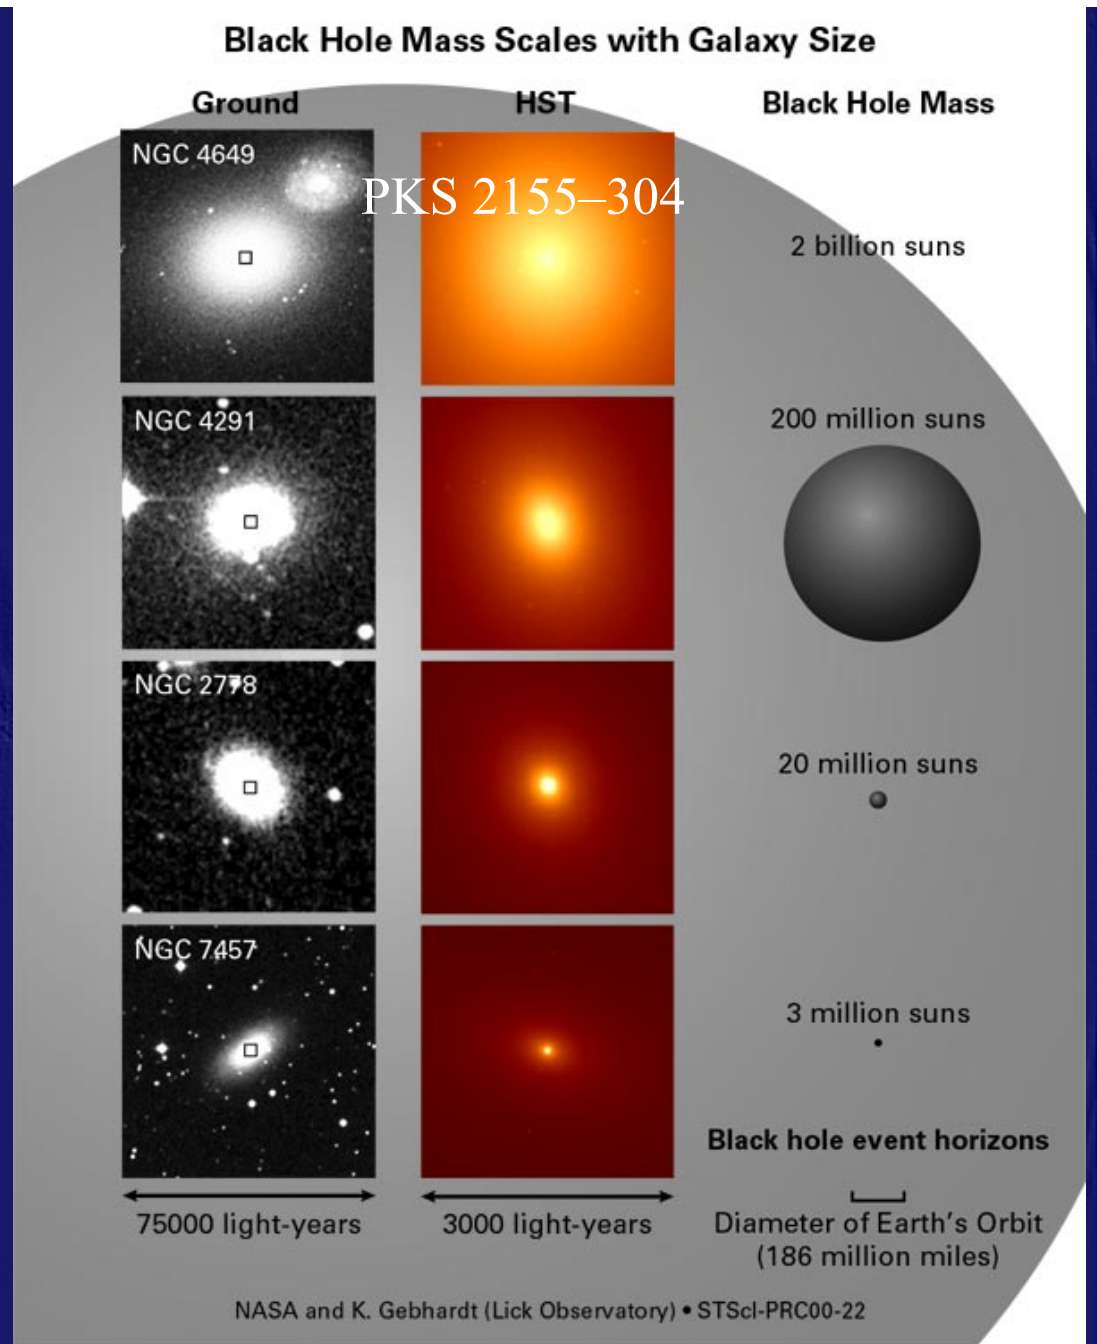 Black Hole Mass Scales with Galaxy Size
Ground HST Black Hole Mass
NGC 4649
PKS 2155–304
2 billion suns
NGC 4291
200 million suns
NGC 2778
20 million suns
NGC 7457
3 million suns
Black hole event horizons
75000 light-years 3000 light-years Diameter of Earth's Orbit
(186 million miles)
NASA and K. Gebhardt (Lick Observatory) • STScI-PRC00-22